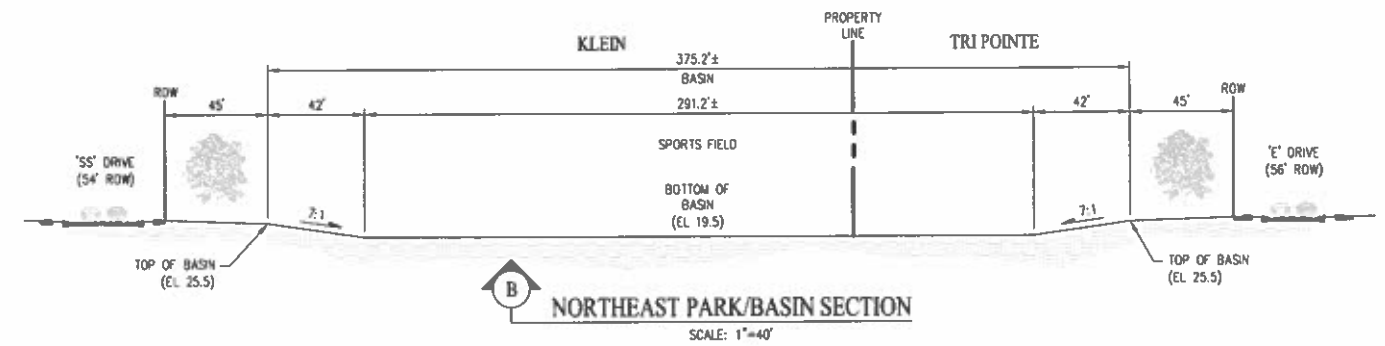 PROPERTY
LINE
KLEIN
TRI POINTE
375.2'±
BASIN
ROW
ROW
45'
42'
291.2'±
42'
45'
SPORTS FIELD
'SS' DRIVE
(54' ROW)
'E' DRIVE
(56' ROW)
BOTTOM OF
BASIN
(EL 19.5)
7:1
7:1
TOP OF BASIN
(EL 25.5)
TOP OF BASIN
(EL 25.5)
B
NORTHEAST PARK/BASIN SECTION
SCALE: 1"=40'